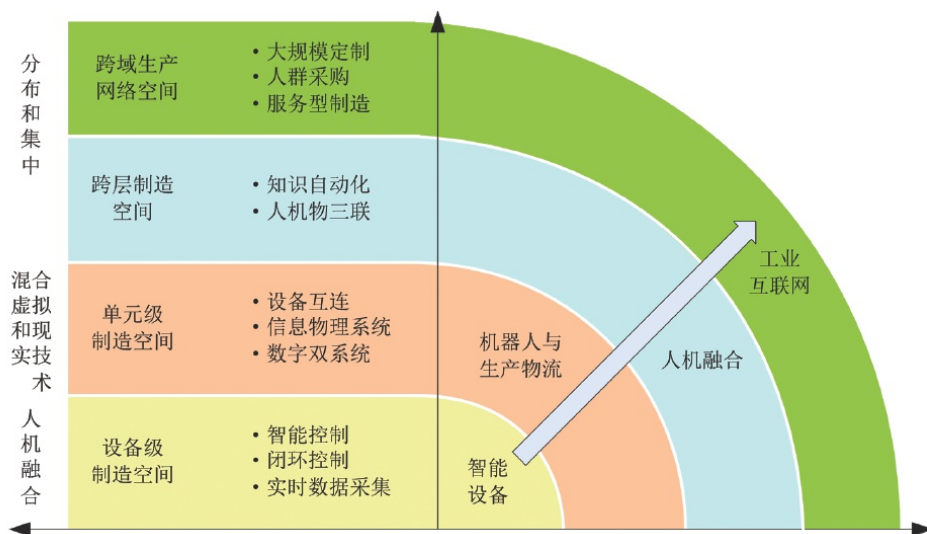 分布和集中
跨域生产
网络空间
• 大规模定制
• 人群采购
• 服务型制造
跨层制造
空间
• 知识自动化
• 人机物三联
工业
互联网
混合
虚拟
和现
实技
术
单元级
制造空间
• 设备互连
• 信息物理系统
• 数字双系统
机器人与
生产物流
人机融合
人机融合
设备级
制造空间
• 智能控制
• 闭环控制
• 实时数据采集
智能
设备